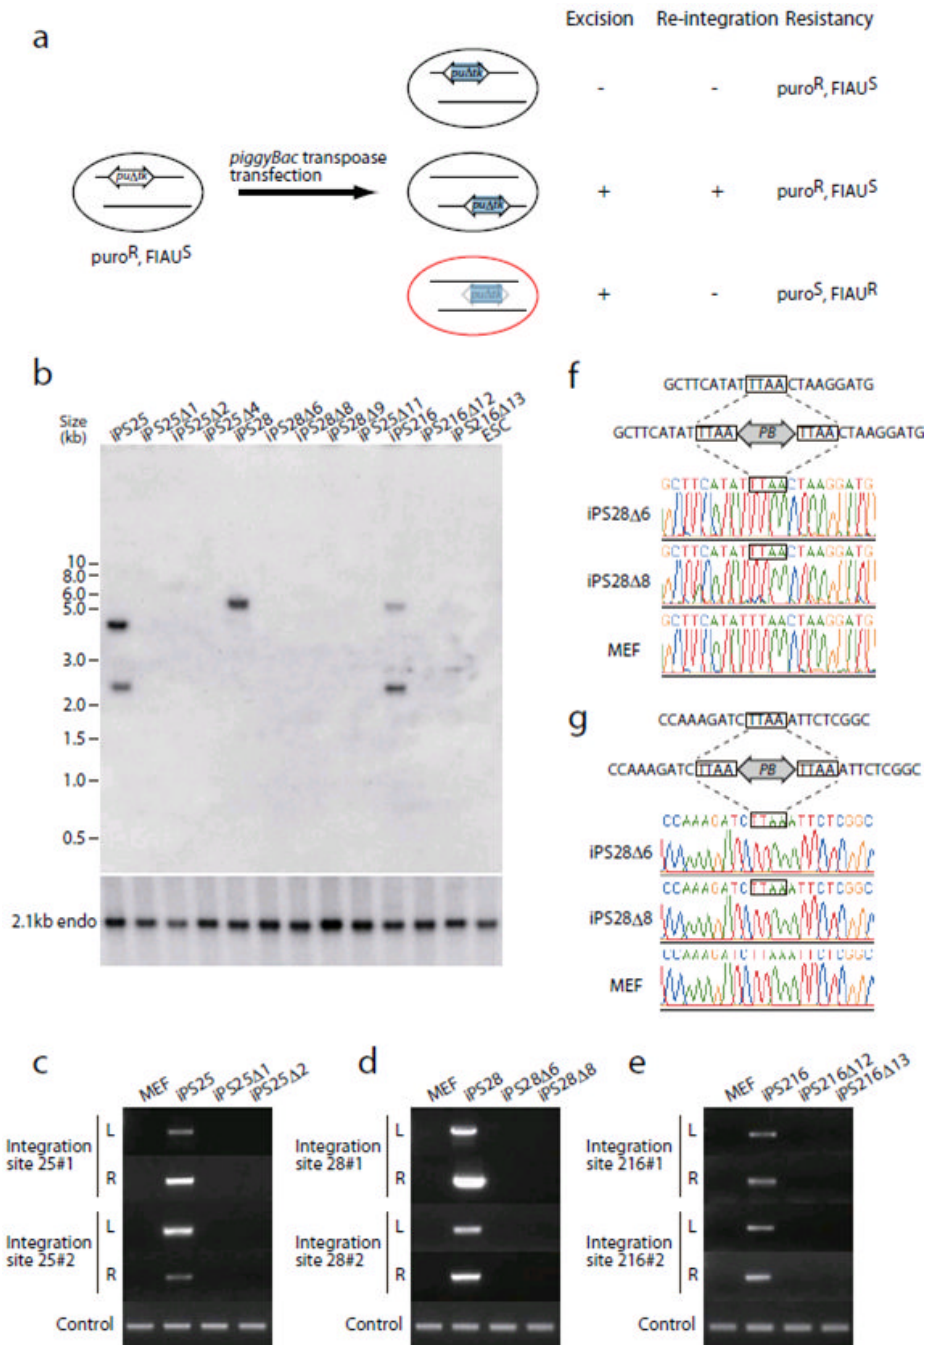 a
Excision Re-integration Resistancy
puΔtk
- - puroR, FIAUS
puΔtk
piggyBac transpoase
transfection
puΔtk
+ + puroR, FIAUS
puroR, FIAUS
puΔtk
+ - puroS, FIAUR
b
Size
(kb)
iPS25
iPS25Δ1
iPS25Δ2
iPS25Δ4
iPS28
iPS28Δ6
iPS28Δ8
iPS28Δ9
iPS25Δ11
iPS216
iPS216Δ12
iPS216Δ13
ESC
10
8.0
6.0
5.0
3.0
2.0
1.5
1.0
0.5
2.1kb endo
f
GCTTCATATTTAACTAAGGATG
GCTTCATATTTAA PB TTAACTAAGGATG
GCTTCATATTTAACTAAGGATG
iPS28Δ6
GCTTCATATTTAACTAAGGATG
iPS28Δ8
GCTTCATATTTAACTAAGGATG
MEF
g
CCAAAGATCTTAAATTCTCGGC
CCAAAGATCTTAA PB TTAAATTCTCGGC
CCAAAGATCTTAAATTCTCGGC
iPS28Δ6
CCAAAGATCTTAAATTCTCGGC
iPS28Δ8
CCAAAGATCTTAAATTCTCGGC
MEF
c
MEF
iPS25
iPS25Δ1
iPS25Δ2
Integration
site 25#1
L
R
Integration
site 25#2
L
R
Control
d
MEF
iPS28
iPS28Δ6
iPS28Δ8
Integration
site 28#1
L
R
Integration
site 28#2
L
R
Control
e
MEF
iPS216
iPS216Δ12
iPS216Δ13
Integration
site 216#1
L
R
Integration
site 216#2
L
R
Control